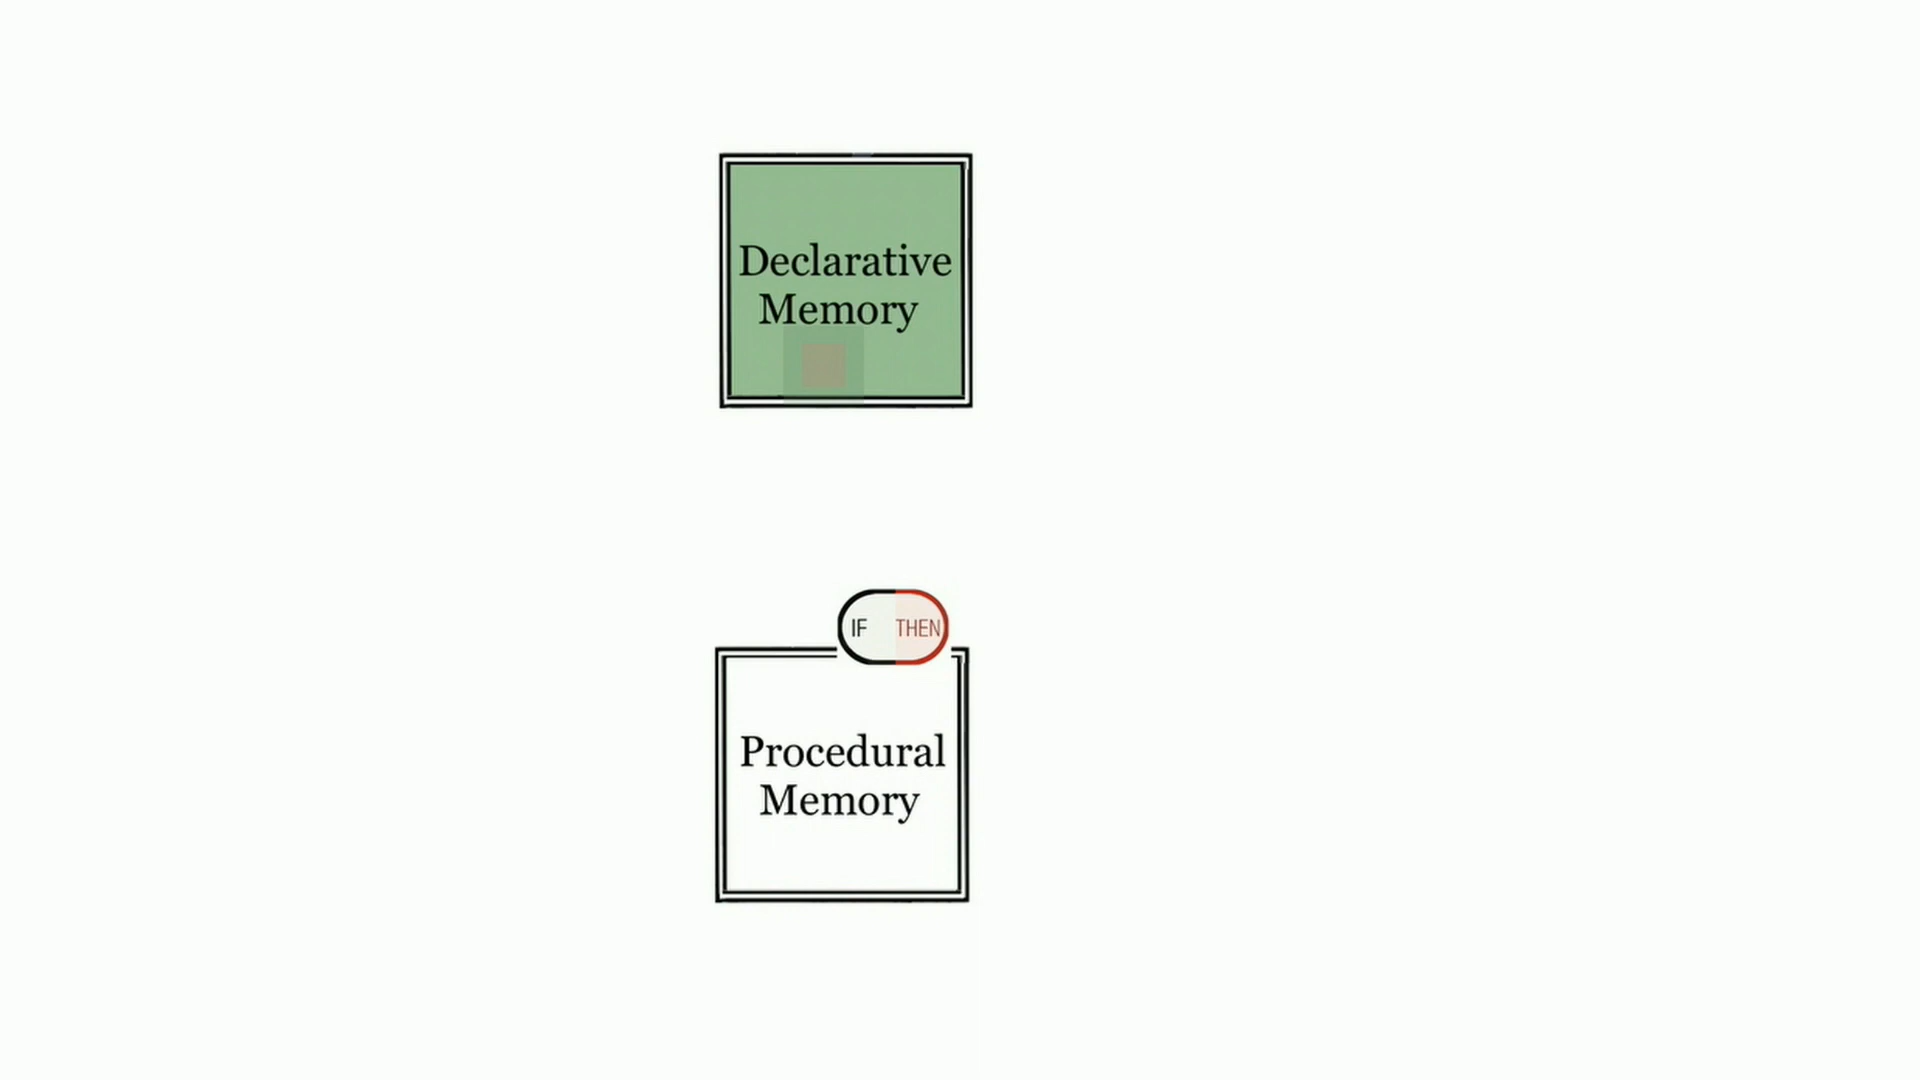 Declarative
Memory
IF THEN
Procedural
Memory